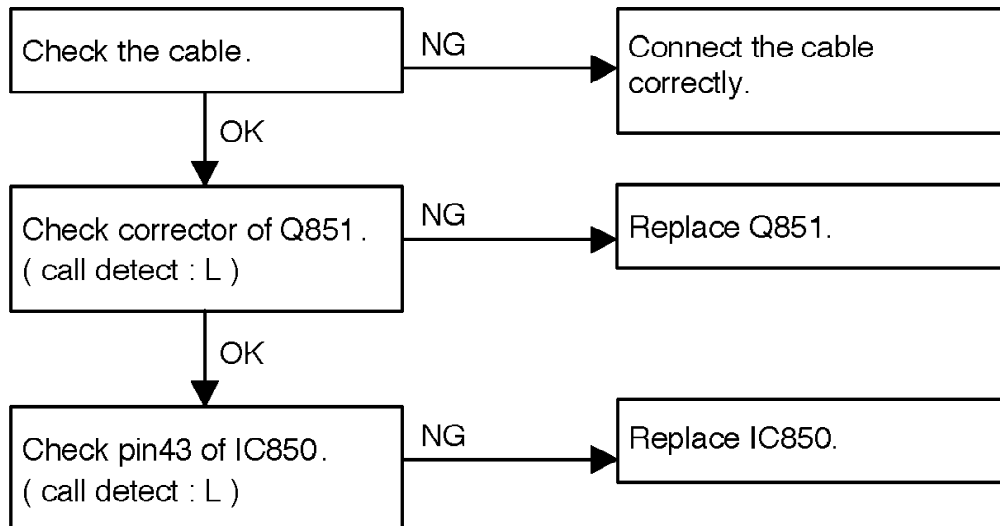 Check the cable.
NG
Connect the cable
correctly.
OK
Check corrector of Q851.
( call detect : L )
NG
Replace Q851.
OK
Check pin43 of IC850.
( call detect : L )
NG
Replace IC850.